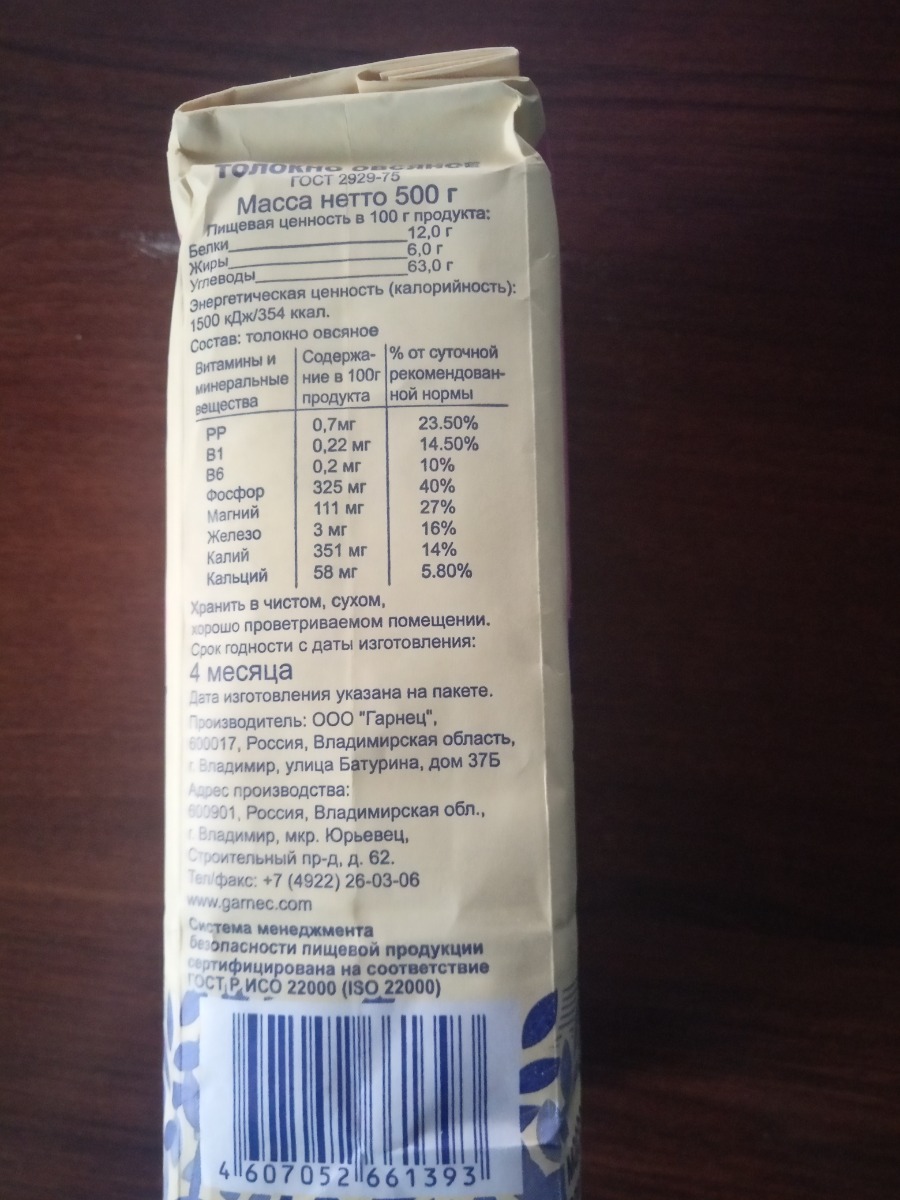 ТОЛОКНО ОВСЯНОЕ
ГОСТ 2929-75
Масса нетто 500 г
Пищевая ценность в 100 г продукта:
Белки 12,0 г
Жиры 6,0 г
Углеводы 63,0 г
Энергетическая ценность (калорийность):
1500 кДж/354 ккал.
Состав: толокно овсяное
Витамины и Содержа- % от суточной
минеральные ние в 100г рекомендован-
вещества продукта ной нормы
РР 0,7мг 23.50%
В1 0,22 мг 14.50%
В6 0,2 мг 10%
Фосфор 325 мг 40%
Магний 111 мг 27%
Железо 3 мг 16%
Калий 351 мг 14%
Кальций 58 мг 5.80%
Хранить в чистом, сухом,
хорошо проветриваемом помещении.
Срок годности с даты изготовления:
4 месяца
Дата изготовления указана на пакете.
Производитель: ООО "Гарнец",
600017, Россия, Владимирская область,
г. Владимир, улица Батурина, дом 37Б
Адрес производства:
600901, Россия, Владимирская обл.,
г. Владимир, мкр. Юрьевец,
Строительный пр-д, д. 62.
Тел/факс: +7 (4922) 26-03-06
www.garnec.com
Система менеджмента
безопасности пищевой продукции
сертифицирована на соответствие
ГОСТ Р ИСО 22000 (ISO 22000)
4 607052 661393